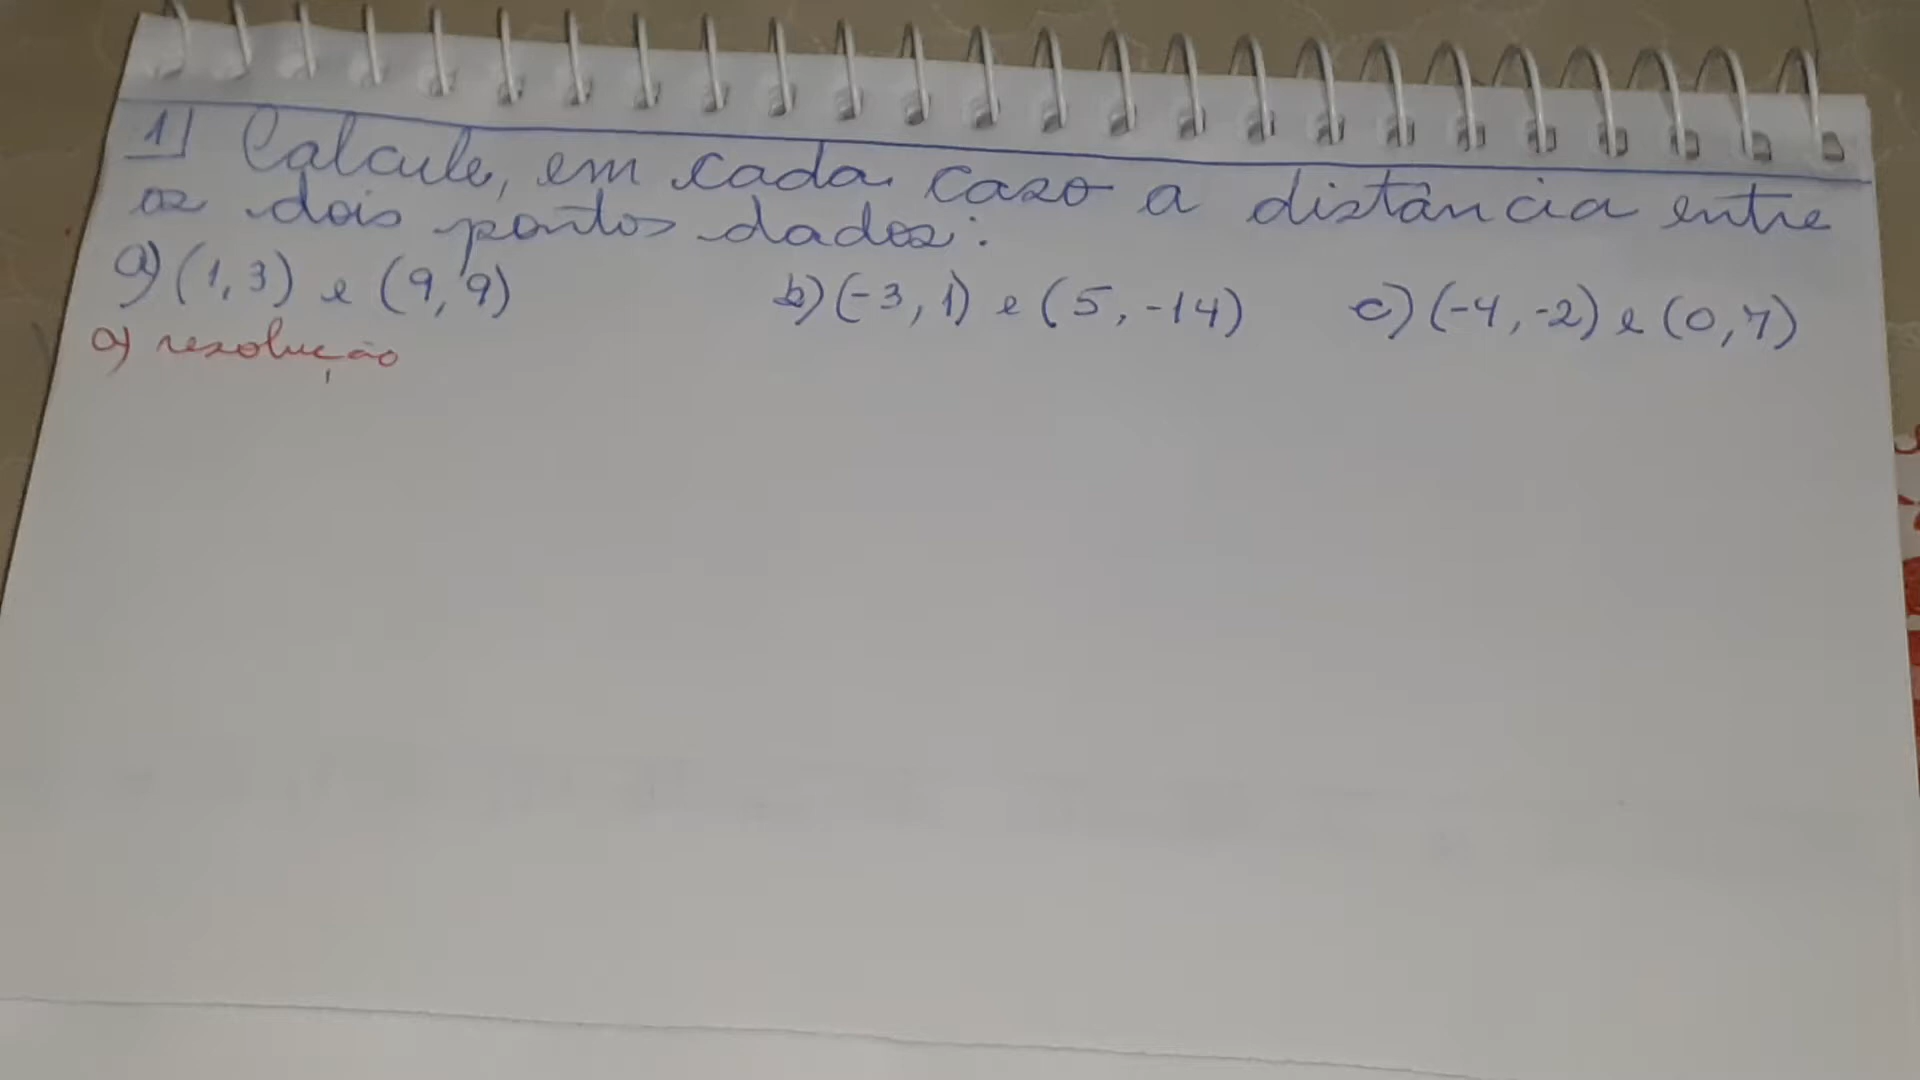 1) Calcule, em cada caso a distância entre
os dois pontos dados:
a) (1,3) e (9,9) b) (-3,1) e (5,-14) c) (-4,-2) e (0,7)
a) resolução